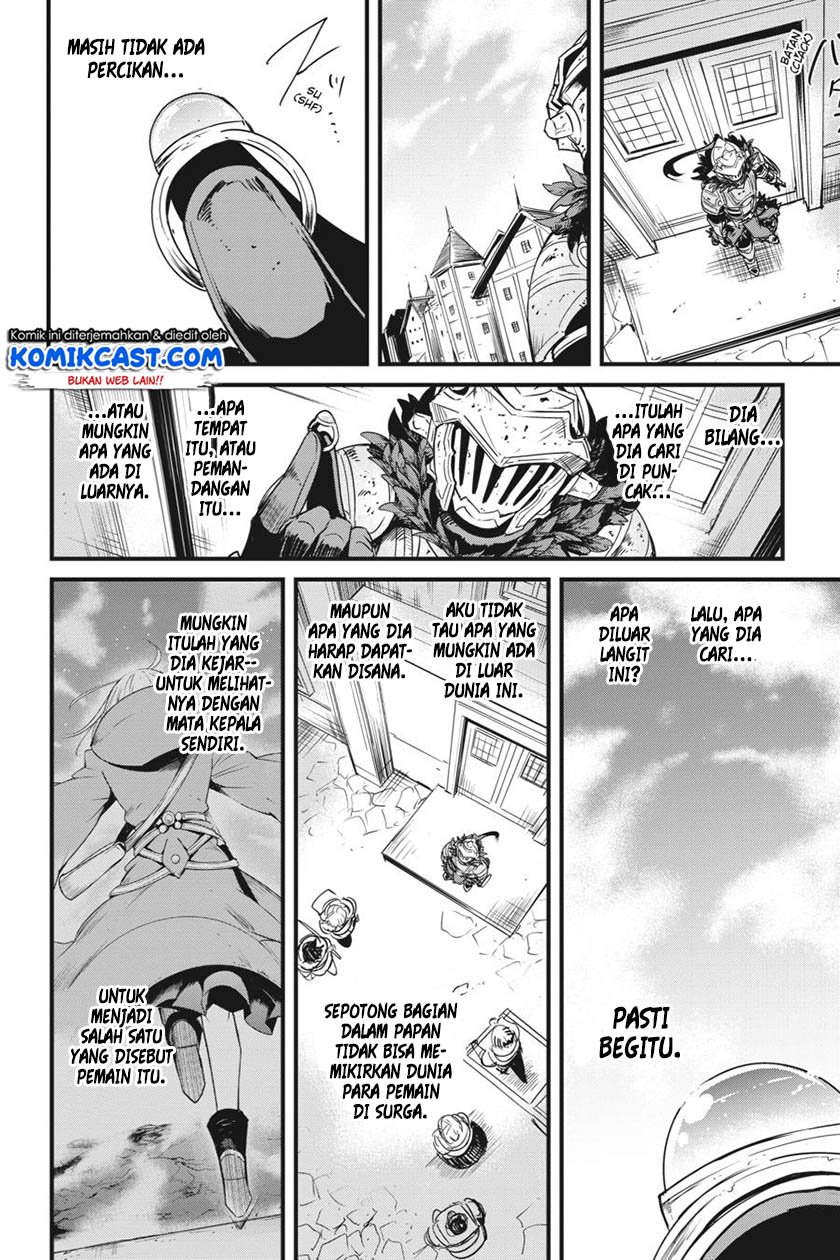 BATAN
(CLACK)
SU
(SHF)
MASIH TIDAK ADA
PERCIKAN...
Komik ini diterjemahkan & diedit oleh
KOMIKCAST.COM
BUKAN WEB LAIN!!
DIA
BILANG...
...ITULAH
APA YANG
DIA CARI
DI PUN-
CAK...
...APA
TEMPAT
ITU, ATAU
PEMAN-
DANGAN
ITU...
...ATAU
MUNGKIN
APA YANG
ADA DI
LUARNYA.
LALU, APA
YANG DIA
CARI...
APA
DILUAR
LANGIT
INI?
PASTI
BEGITU.
AKU TIDAK
TAU APA YANG
MUNGKIN ADA
DI LUAR
DUNIA INI.
MAUPUN
APA YANG DIA
HARAP DAPAT-
KAN DISANA.
SEPOTONG BAGIAN
DALAM PAPAN
TIDAK BISA ME-
MIKIRKAN DUNIA
PARA PEMAIN
DI SURGA.
MUNGKIN
ITULAH YANG
DIA KEJAR--
UNTUK MELIHAT-
NYA DENGAN
MATA KEPALA
SENDIRI.
UNTUK
MENJADI
SALAH SATU
YANG DISEBUT
PEMAIN ITU.